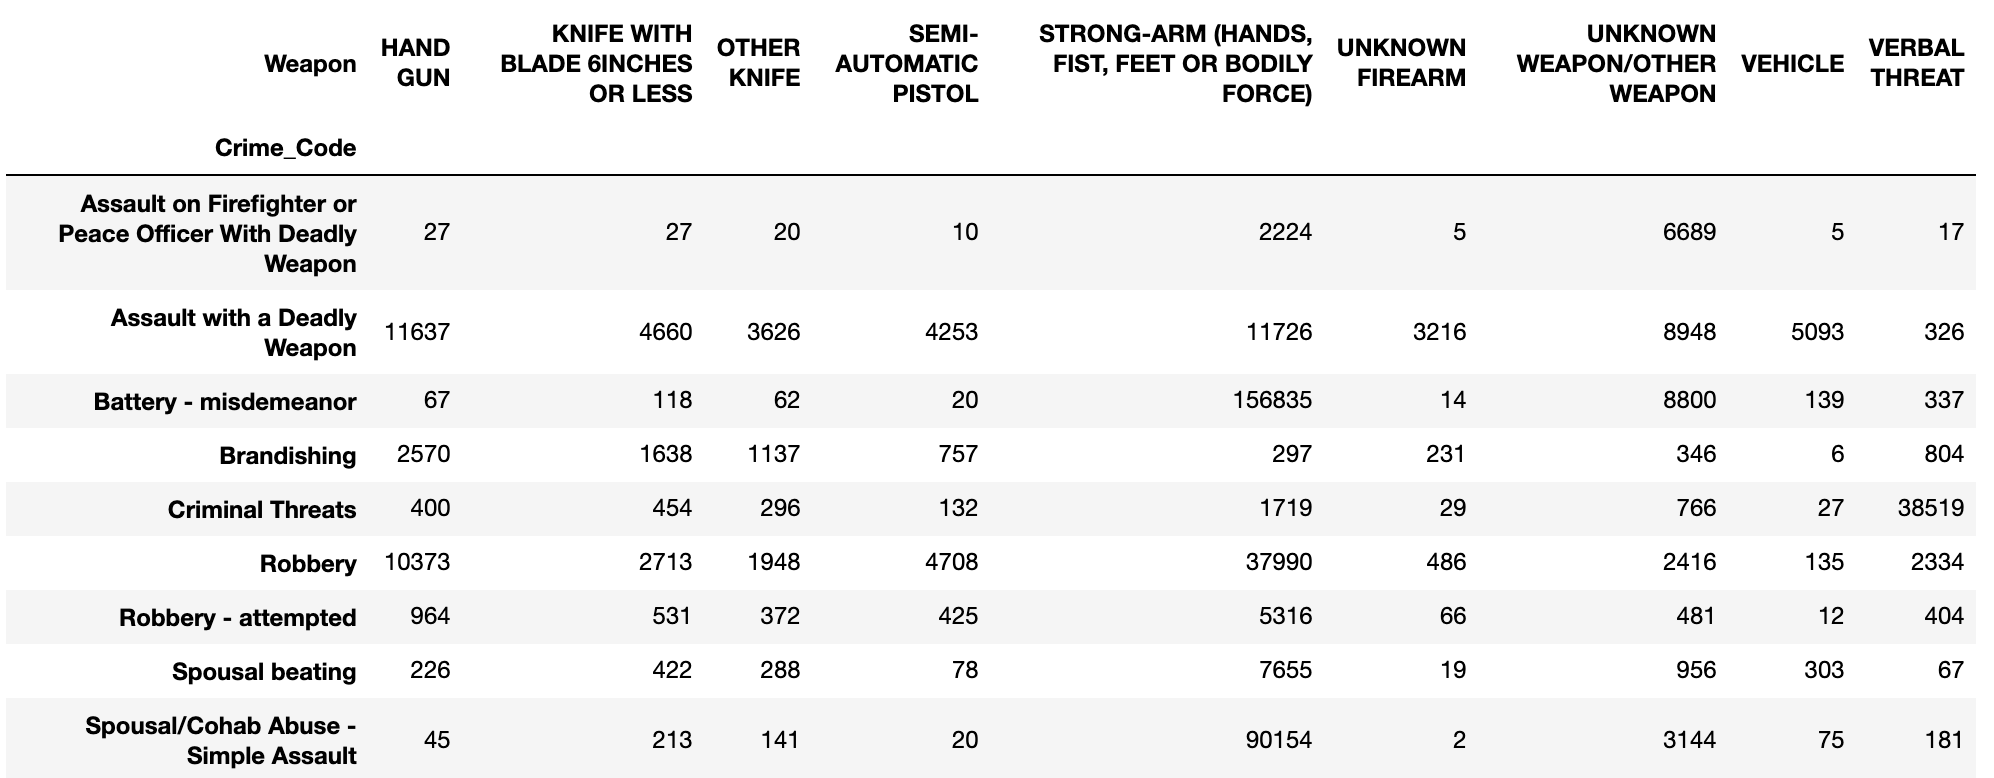 Weapon HAND GUN KNIFE WITH BLADE 6INCHES OR LESS OTHER KNIFE SEMI-AUTOMATIC PISTOL STRONG-ARM (HANDS, FIST, FEET OR BODILY FORCE) UNKNOWN FIREARM UNKNOWN WEAPON/OTHER WEAPON VEHICLE VERBAL THREAT
Crime_Code
Assault on Firefighter or Peace Officer With Deadly Weapon 27 27 20 10 2224 5 6689 5 17
Assault with a Deadly Weapon 11637 4660 3626 4253 11726 3216 8948 5093 326
Battery - misdemeanor 67 118 62 20 156835 14 8800 139 337
Brandishing 2570 1638 1137 757 297 231 346 6 804
Criminal Threats 400 454 296 132 1719 29 766 27 38519
Robbery 10373 2713 1948 4708 37990 486 2416 135 2334
Robbery - attempted 964 531 372 425 5316 66 481 12 404
Spousal beating 226 422 288 78 7655 19 956 303 67
Spousal/Cohab Abuse - Simple Assault 45 213 141 20 90154 2 3144 75 181